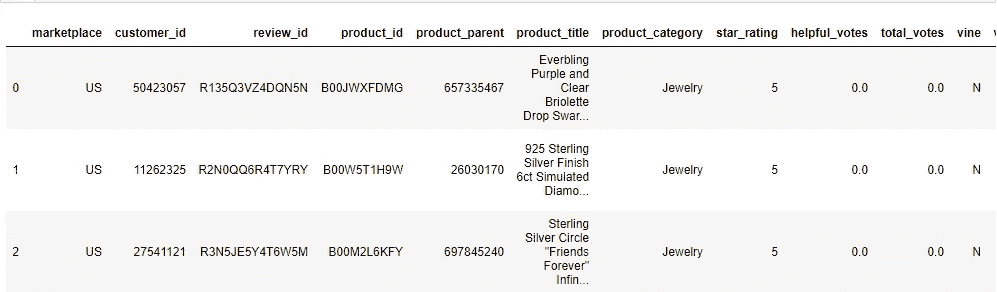 marketplace customer_id review_id product_id product_parent product_title product_category star_rating helpful_votes total_votes vine
0 US 50423057 R135Q3VZ4DQN5N B00JWXFDMG 657335467 Everbling Purple and Clear Briolette Drop Swar... Jewelry 5 0.0 0.0 N
1 US 11262325 R2N0QQ6R4T7YRY B00W5T1H9W 26030170 925 Sterling Silver Finish 6ct Simulated Diamo... Jewelry 5 0.0 0.0 N
2 US 27541121 R3N5JE5Y4T6W5M B00M2L6KFY 697845240 Sterling Silver Circle "Friends Forever" Infin... Jewelry 5 0.0 0.0 N